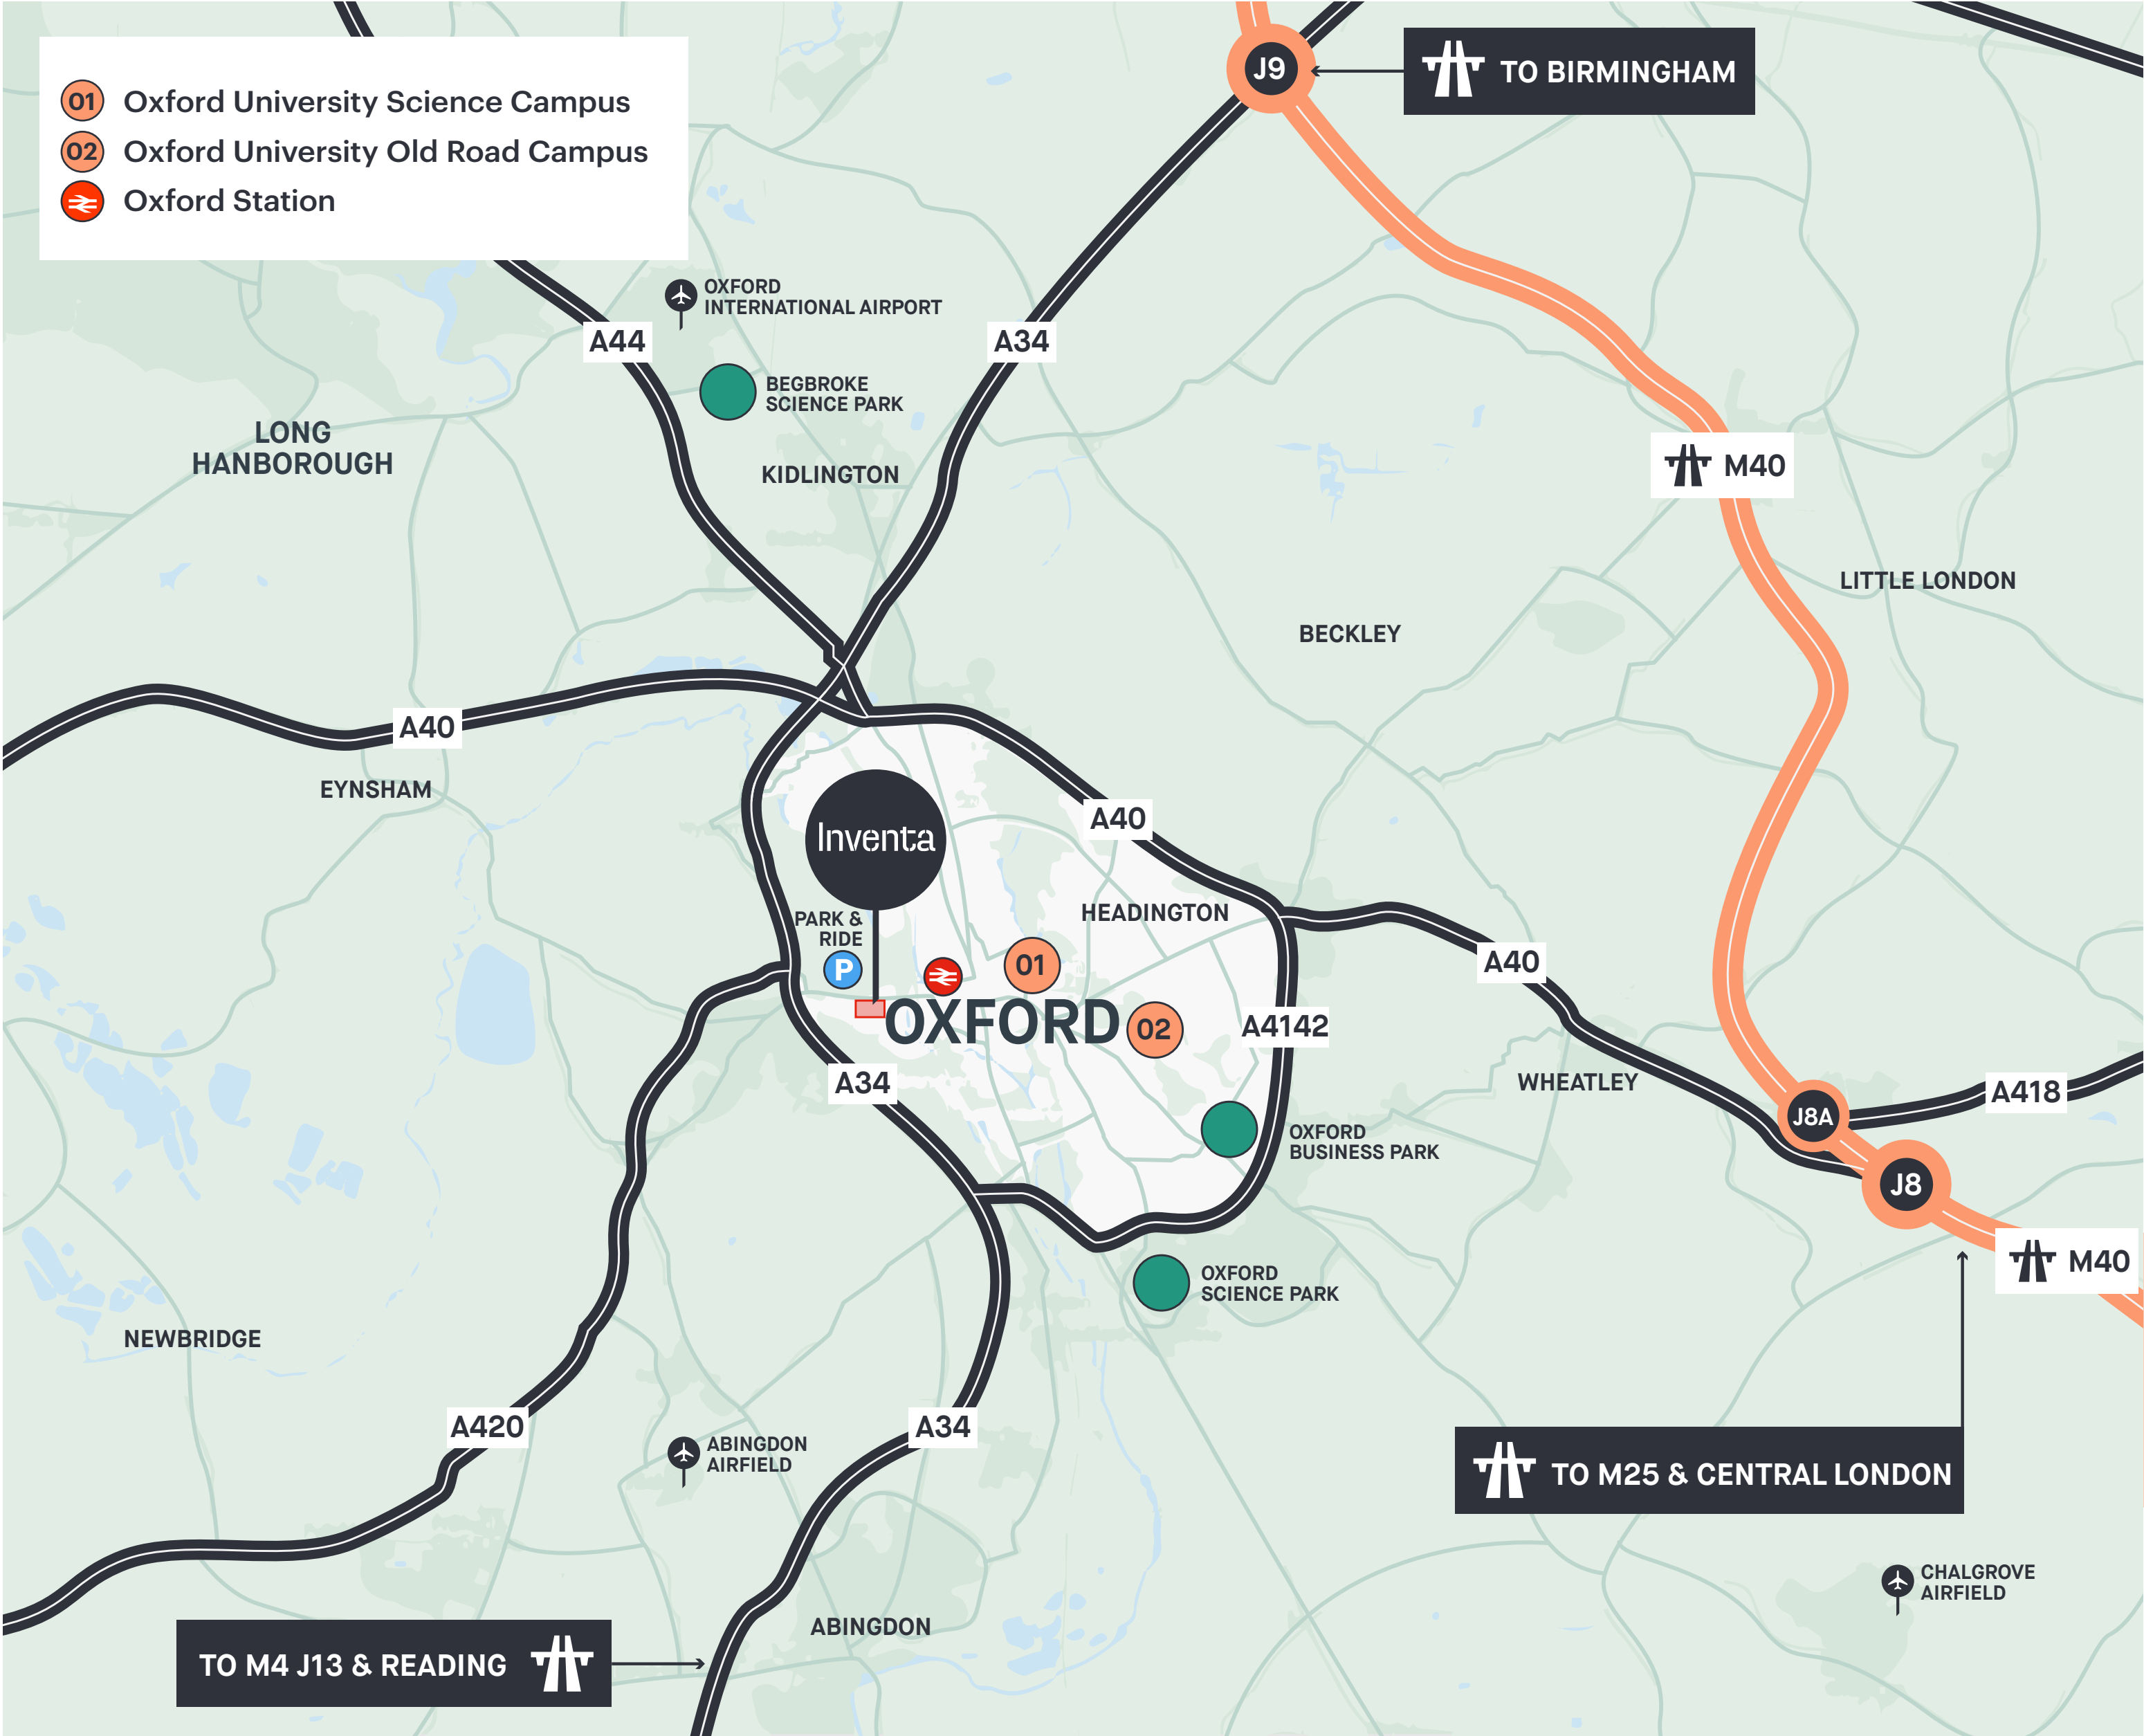 01 Oxford University Science Campus
02 Oxford University Old Road Campus
Oxford Station
J9
TO BIRMINGHAM
OXFORD
INTERNATIONAL AIRPORT
A44
A34
BEGBROKE
SCIENCE PARK
LONG
HANBOROUGH
KIDLINGTON
M40
LITTLE LONDON
BECKLEY
A40
EYNSHAM
A40
Inventa
HEADINGTON
PARK &
RIDE
P
01
A40
OXFORD
02
A4142
A34
WHEATLEY
A418
J8A
OXFORD
BUSINESS PARK
J8
M40
OXFORD
SCIENCE PARK
NEWBRIDGE
A420
A34
ABINGDON
AIRFIELD
TO M25 & CENTRAL LONDON
CHALGROVE
AIRFIELD
ABINGDON
TO M4 J13 & READING